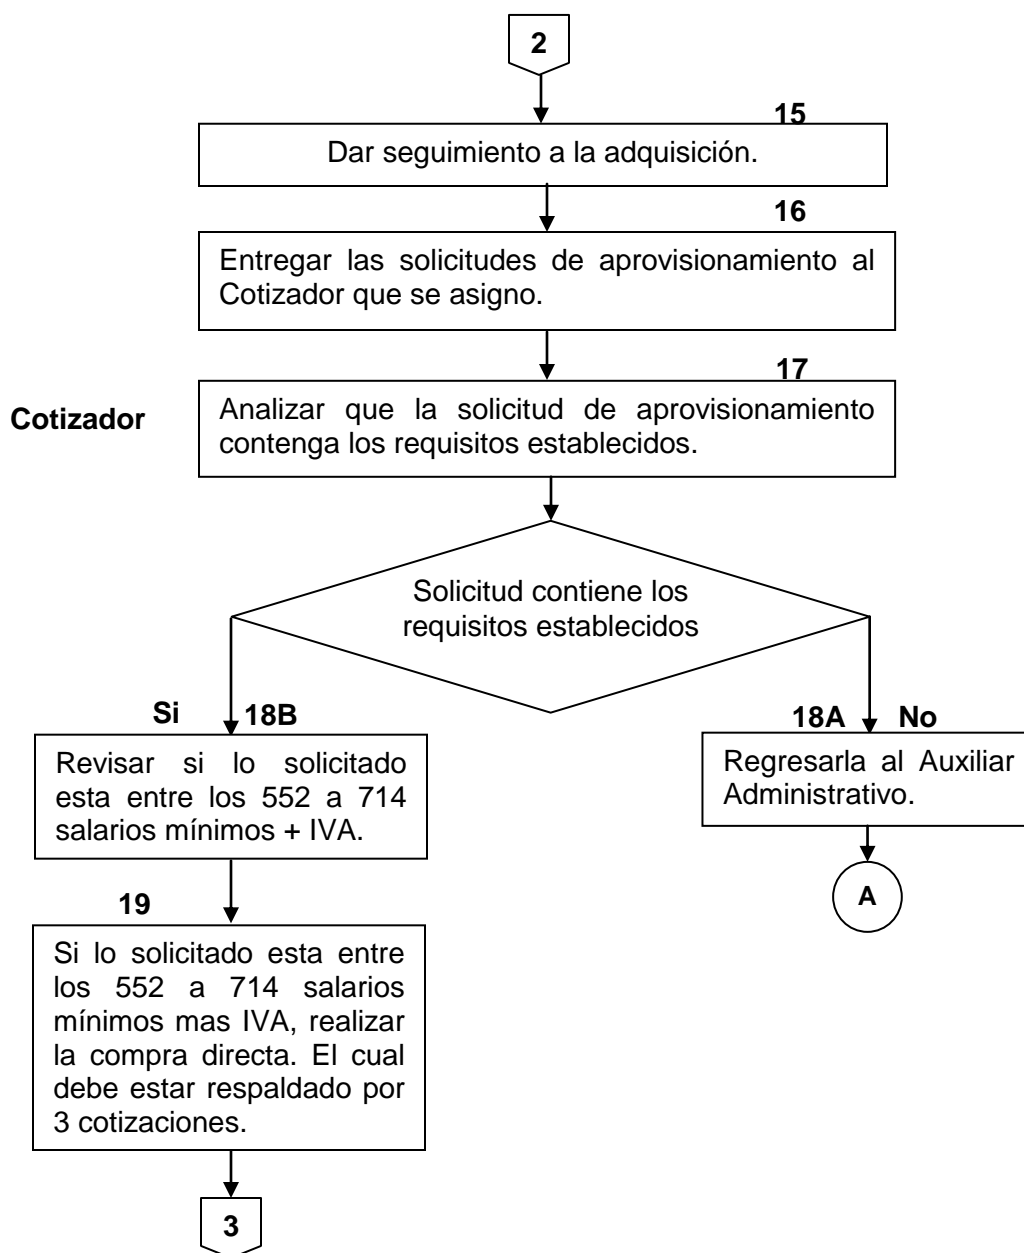 2
15
Dar seguimiento a la adquisición.
16
Entregar las solicitudes de aprovisionamiento al
Cotizador que se asigno.
17
Cotizador
Analizar que la solicitud de aprovisionamiento
contenga los requisitos establecidos.
Solicitud contiene los
requisitos establecidos
Si 18B
Revisar si lo solicitado
esta entre los 552 a 714
salarios mínimos + IVA.
18A No
Regresarla al Auxiliar
Administrativo.
A
19
Si lo solicitado esta entre
los 552 a 714 salarios
mínimos mas IVA, realizar
la compra directa. El cual
debe estar respaldado por
3 cotizaciones.
3